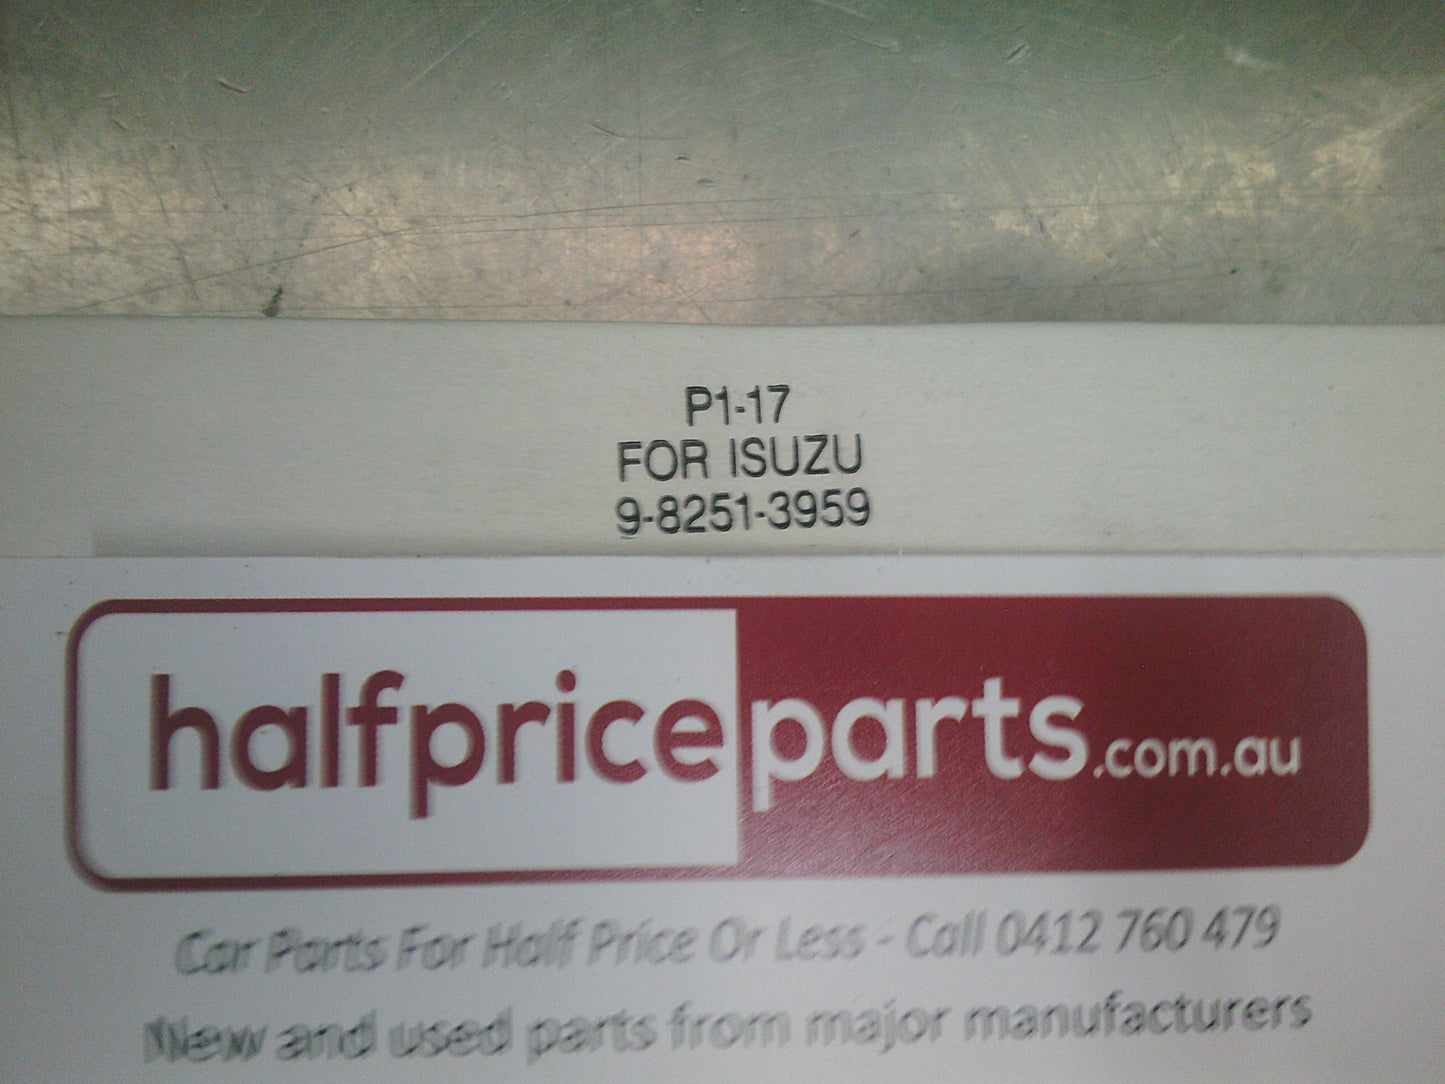 P1-17
FOR ISUZU
9-8251-3959
halfpriceparts.com.au
Car Parts For Half Price Or Less - Call 0412 760 479
New and used parts from major manufacturers